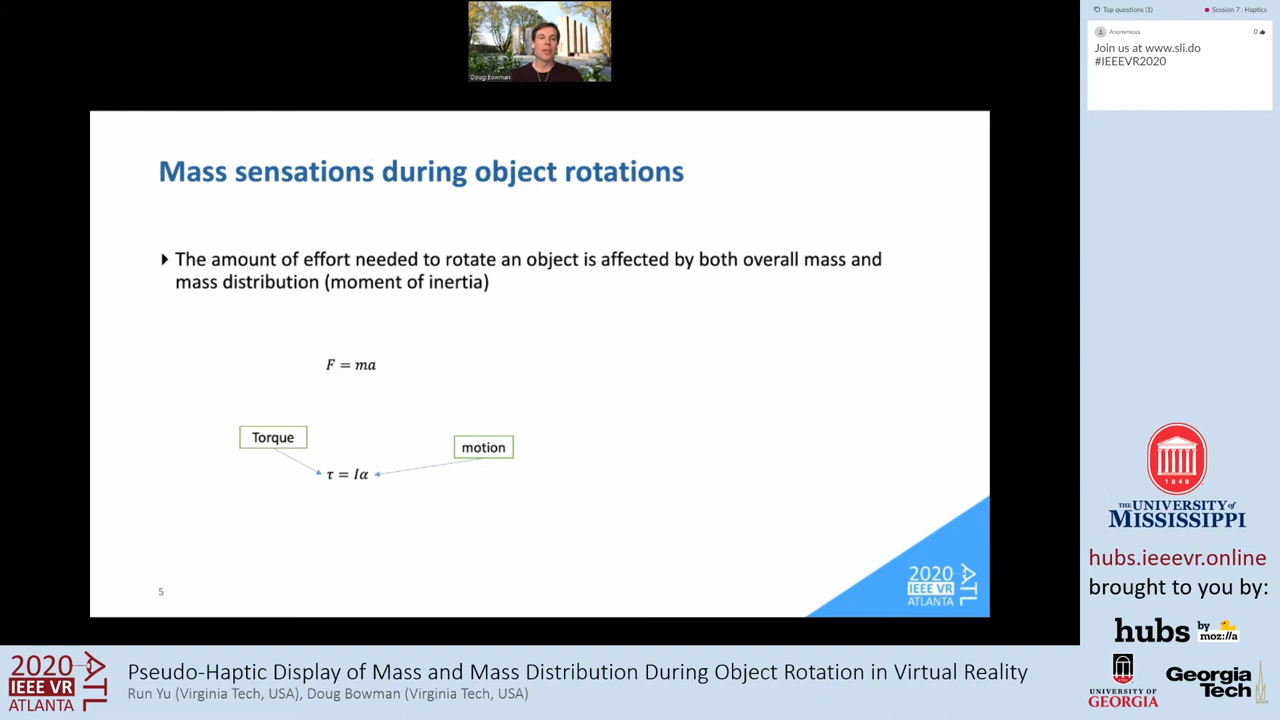 Doug Bowman
Top questions (1)
Session 7 : Haptics
Anonymous
0
Join us at www.sli.do
#IEEEVR2020
Mass sensations during object rotations
The amount of effort needed to rotate an object is affected by both overall mass and
mass distribution (moment of inertia)
F = ma
Torque
motion
τ = Iα
5
2020
IEEE VR
ATLANTA
ATL
1848
THE UNIVERSITY of
MISSISSIPPI
hubs.ieeevr.online
brought to you by:
hubs by
moz://a
UNIVERSITY OF
GEORGIA
Georgia
Tech
2020
IEEE VR
ATLANTA
ATL
Pseudo-Haptic Display of Mass and Mass Distribution During Object Rotation in Virtual Reality
Run Yu (Virginia Tech, USA), Doug Bowman (Virginia Tech, USA)